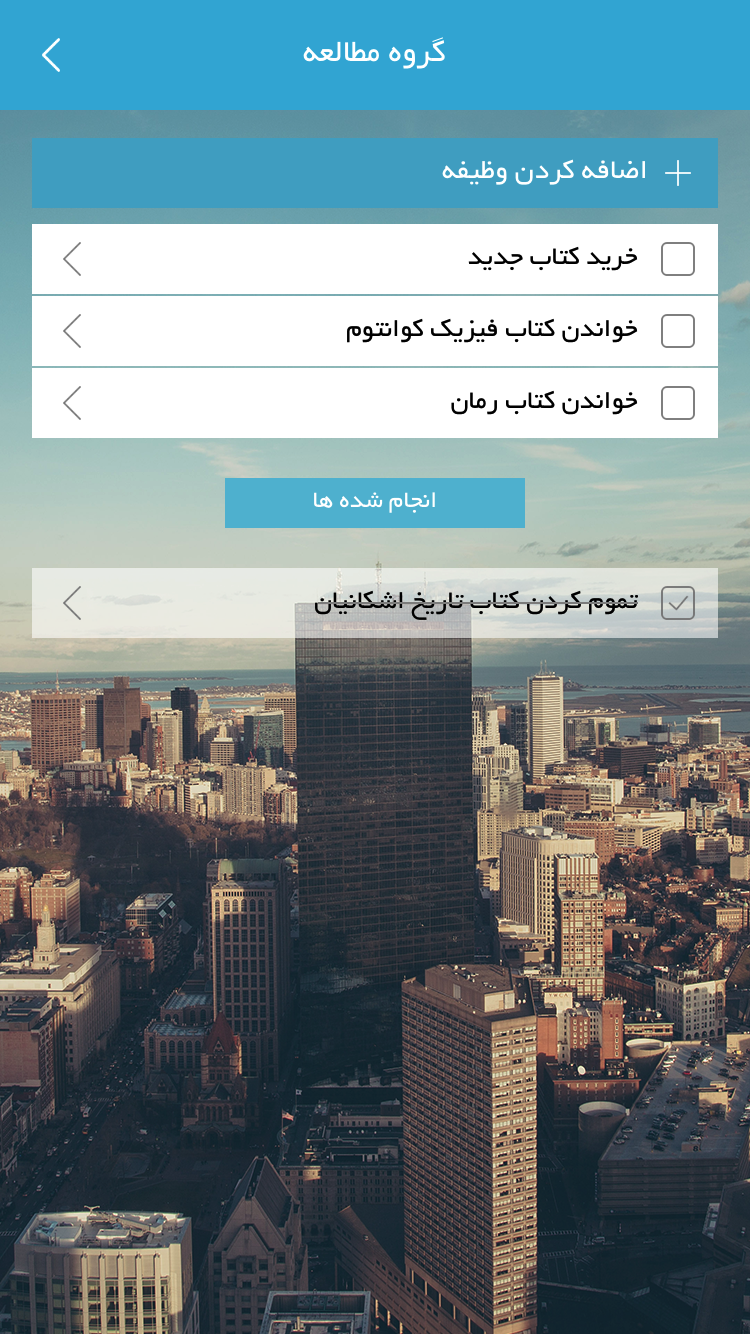 گروه مطالعه
اضافه کردن وظیفه
خرید کتاب جدید
خواندن کتاب فیزیک کوانتوم
خواندن کتاب رمان
انجام شده ها
تموم کردن کتاب تاریخ اشکانیان